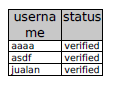 userna status
me
aaaa verified
asdf verified
jualan verified